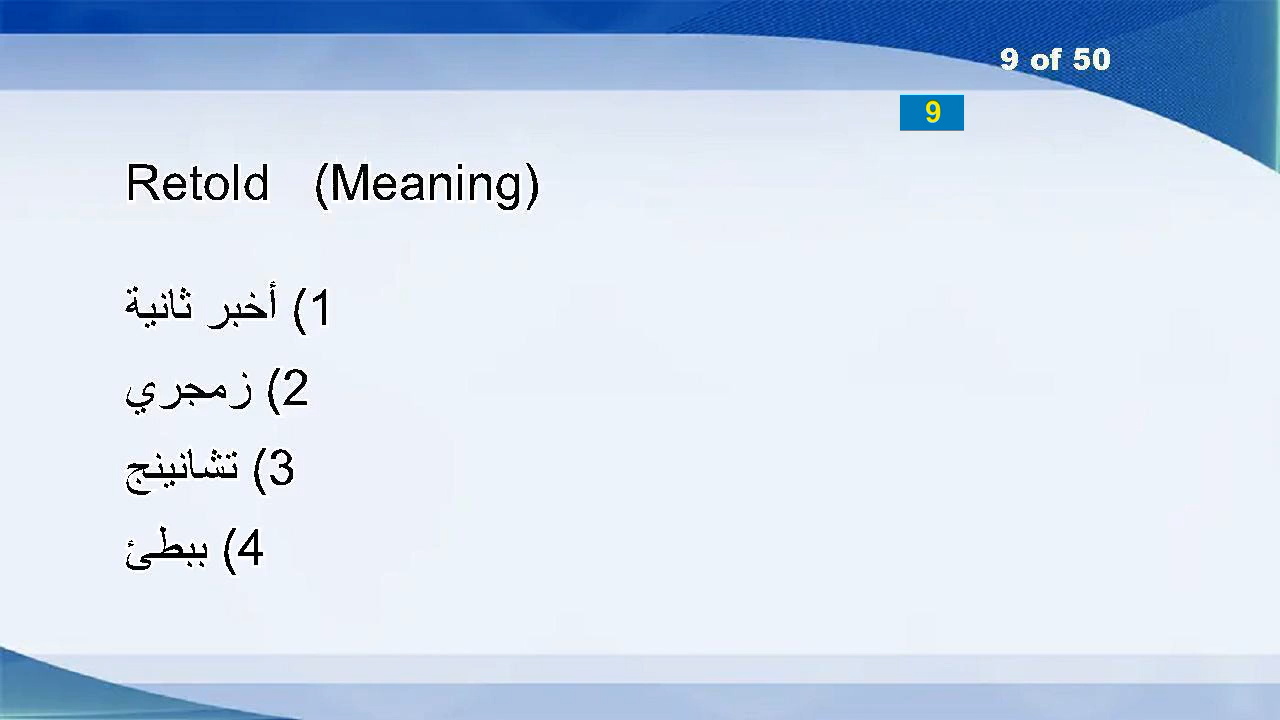 9 of 50
9
Retold (Meaning)
1) أخبر ثانية
2) زمجري
3) تشانينج
4) ببطئ